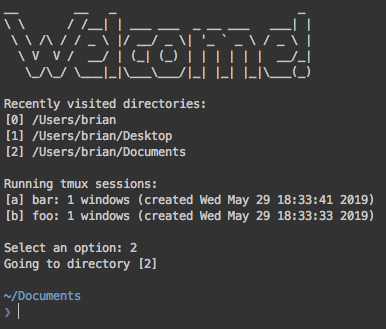 Welcome!
Recently visited directories:
[0] /Users/brian
[1] /Users/brian/Desktop
[2] /Users/brian/Documents
Running tmux sessions:
[a] bar: 1 windows (created Wed May 29 18:33:41 2019)
[b] foo: 1 windows (created Wed May 29 18:33:33 2019)
Select an option: 2
Going to directory [2]
~/Documents
❯